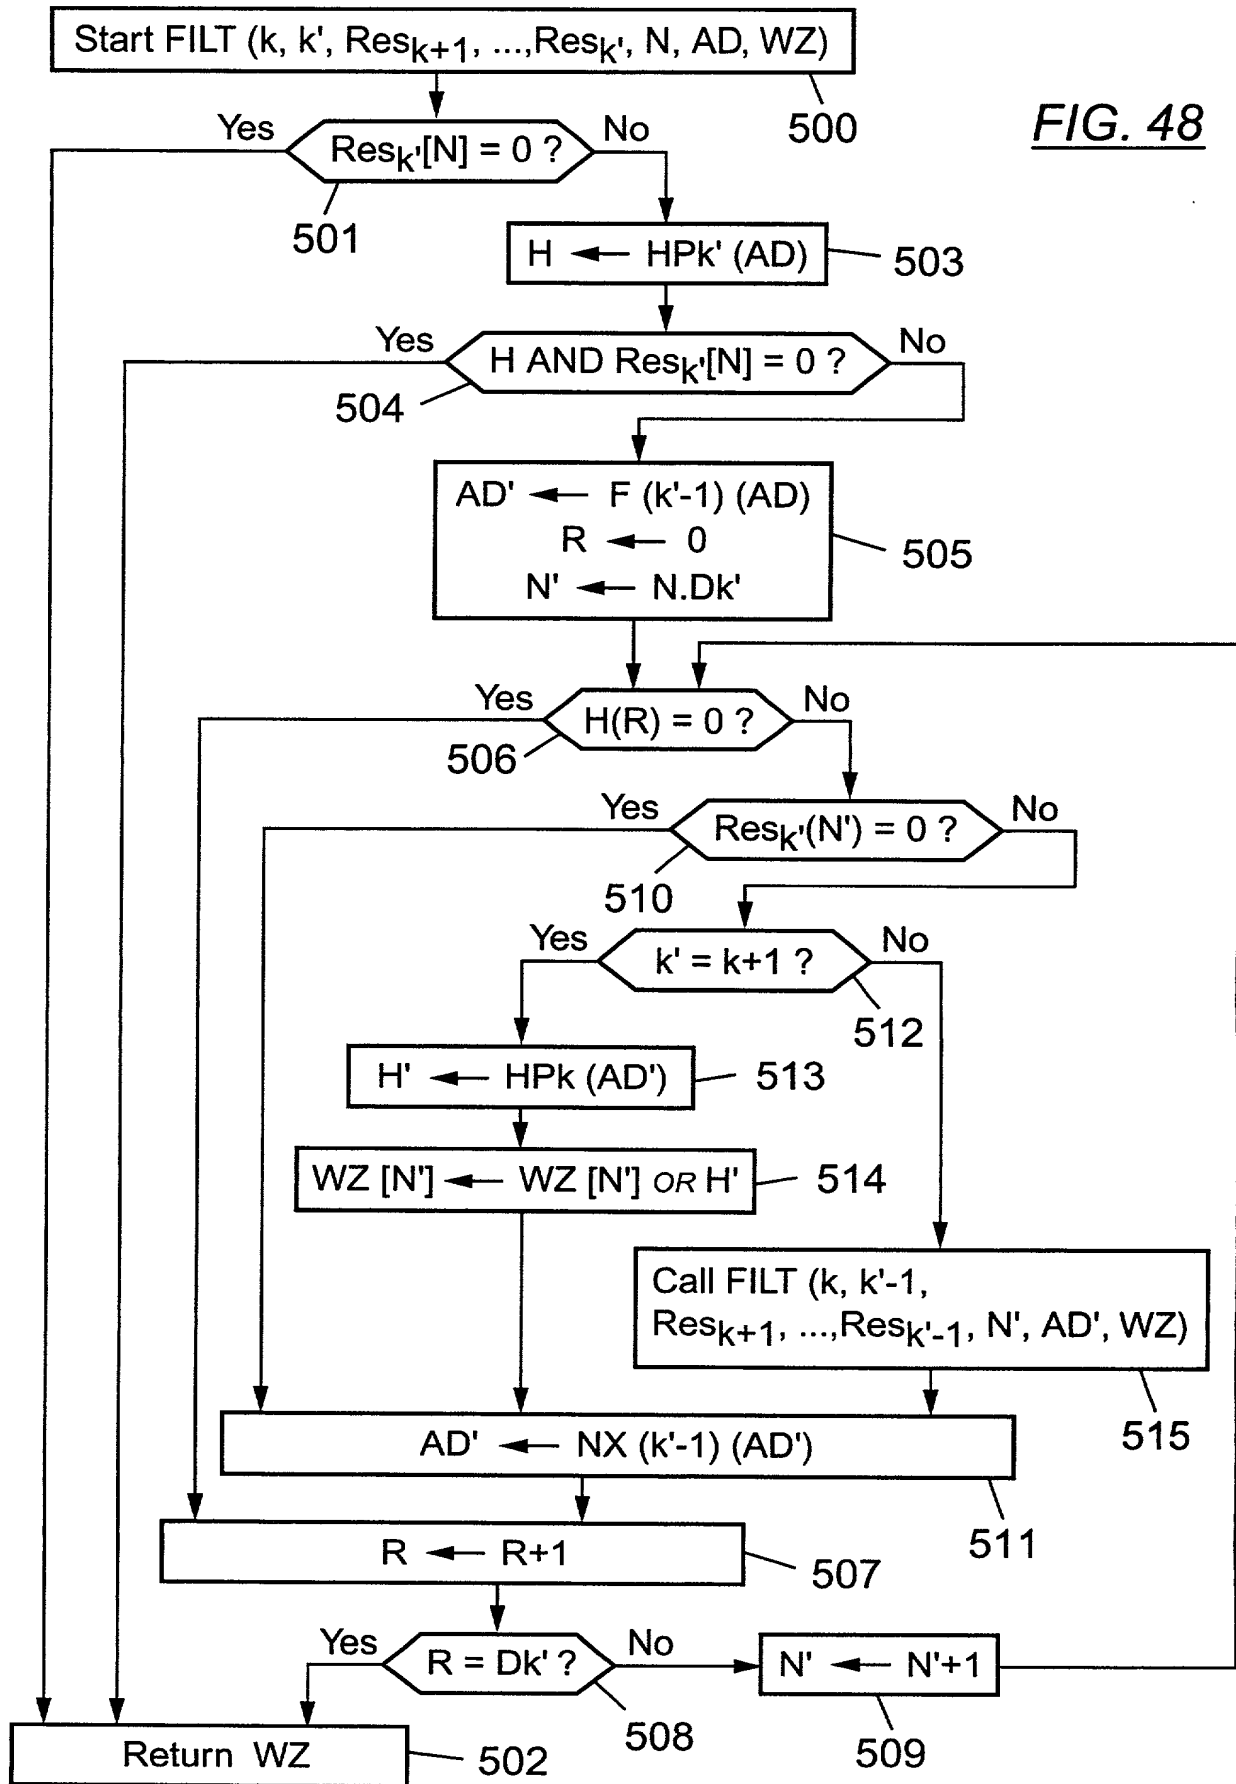 Start FILT (k, k', Resk+1, ...,Resk', N, AD, WZ)
500
FIG. 48
Yes
Resk'[N] = 0 ?
No
501
H ← HPk' (AD)
503
Yes
H AND Resk'[N] = 0 ?
No
504
AD' ← F (k'-1) (AD)
R ← 0
N' ← N.Dk'
505
Yes
H(R) = 0 ?
No
506
Yes
Resk'(N') = 0 ?
No
510
Yes
k' = k+1 ?
No
512
H' ← HPk (AD')
513
WZ [N'] ← WZ [N'] OR H'
514
Call FILT (k, k'-1,
Resk+1, ...,Resk'-1, N', AD', WZ)
515
AD' ← NX (k'-1) (AD')
511
R ← R+1
507
Yes
R = Dk' ?
No
508
N' ← N'+1
509
Return WZ
502